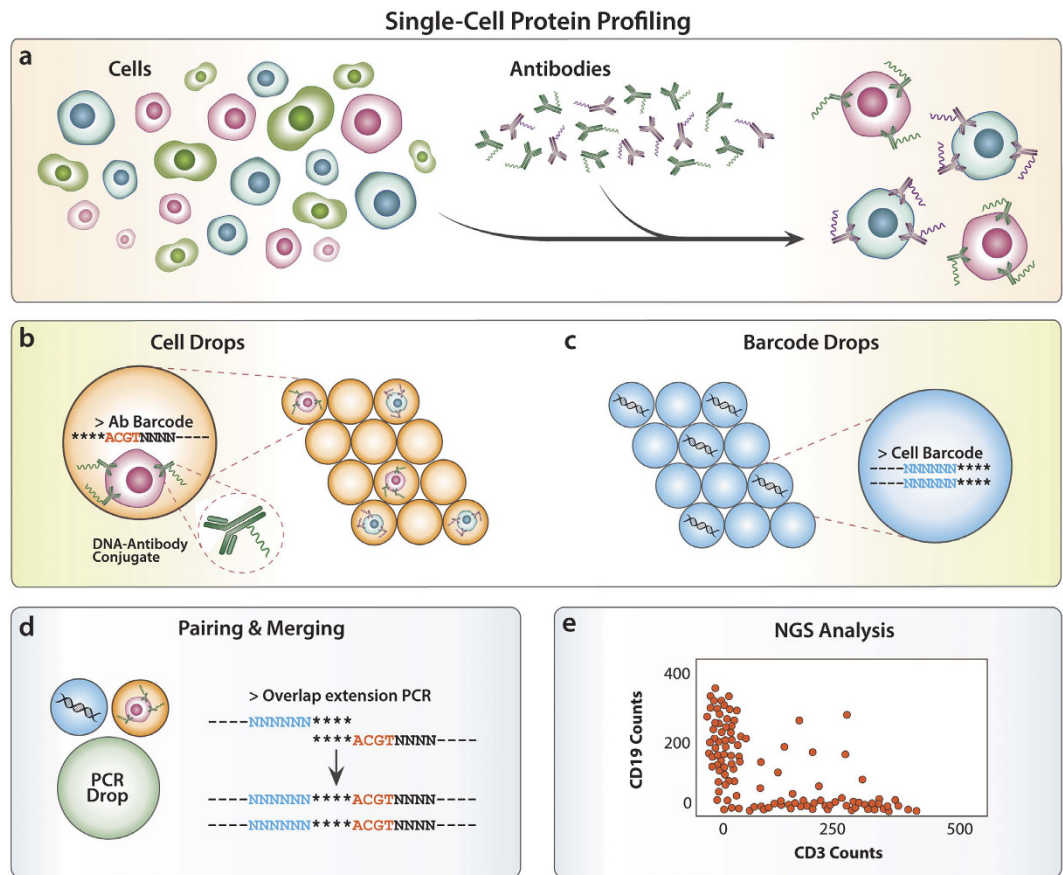 Single-Cell Protein Profiling
a
Cells
Antibodies
b
Cell Drops
> Ab Barcode
****ACGTNNNN----
DNA-Antibody
Conjugate
c
Barcode Drops
> Cell Barcode
----NNNNNN****
----NNNNNN****
d
Pairing & Merging
PCR
Drop
> Overlap extension PCR
----NNNNNN****
****ACGTNNNN----
----NNNNNN****ACGTNNNN----
----NNNNNN****ACGTNNNN----
e
NGS Analysis
CD19 Counts
400
200
0
0 250 500
CD3 Counts